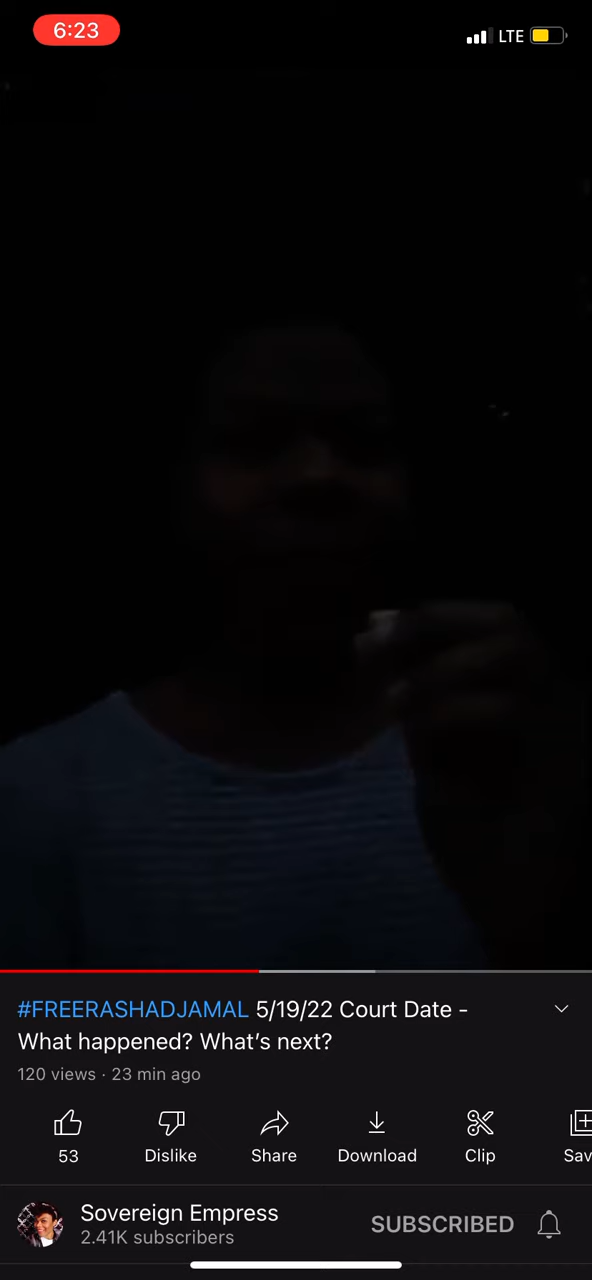 6:23
LTE
#FREERASHADJAMAL 5/19/22 Court Date -
What happened? What's next?
120 views · 23 min ago
53
Dislike
Share
Download
Clip
Sav
Sovereign Empress
2.41K subscribers
SUBSCRIBED